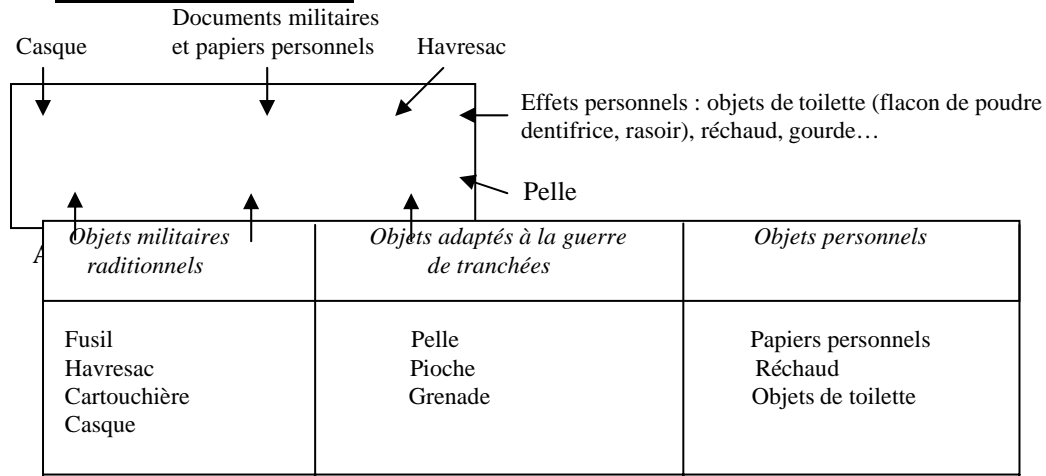 Documents militaires
et papiers personnels
Casque
Havresac
Effets personnels : objets de toilette (flacon de poudre
dentifrice, rasoir), réchaud, gourde…
Pelle
A
Objets militaires
raditionnels
Objets adaptés à la guerre
de tranchées
Objets personnels
Fusil
Havresac
Cartouchière
Casque
Pelle
Pioche
Grenade
Papiers personnels
Réchaud
Objets de toilette